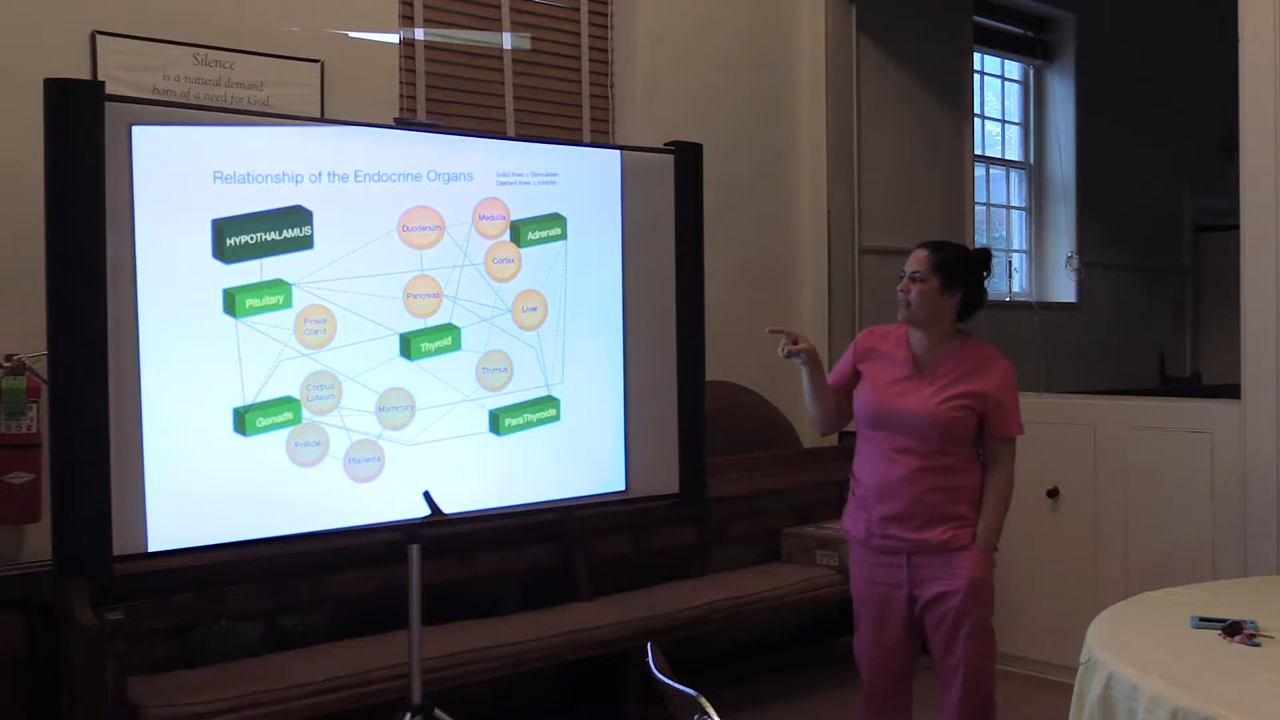 Silence
is a natural demand
born of a need for God.
Relationship of the Endocrine Organs
Solid lines = Stimulates
Dashed lines = Inhibits
HYPOTHALAMUS
Duodenum
Medulla
Adrenals
Cortex
Pituitary
Pancreas
Liver
Pineal
Gland
Thyroid
Thymus
Corpus
Luteum
Mammary
Gonads
ParaThyroids
Follicle
Placenta